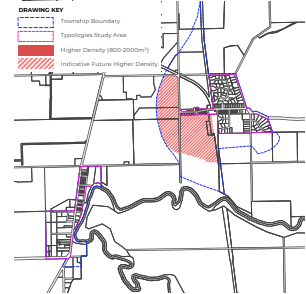 DRAWING KEY
Township Boundary
Typologies Study Area
Higher Density (800-2000m²)
Indicative Future Higher Density